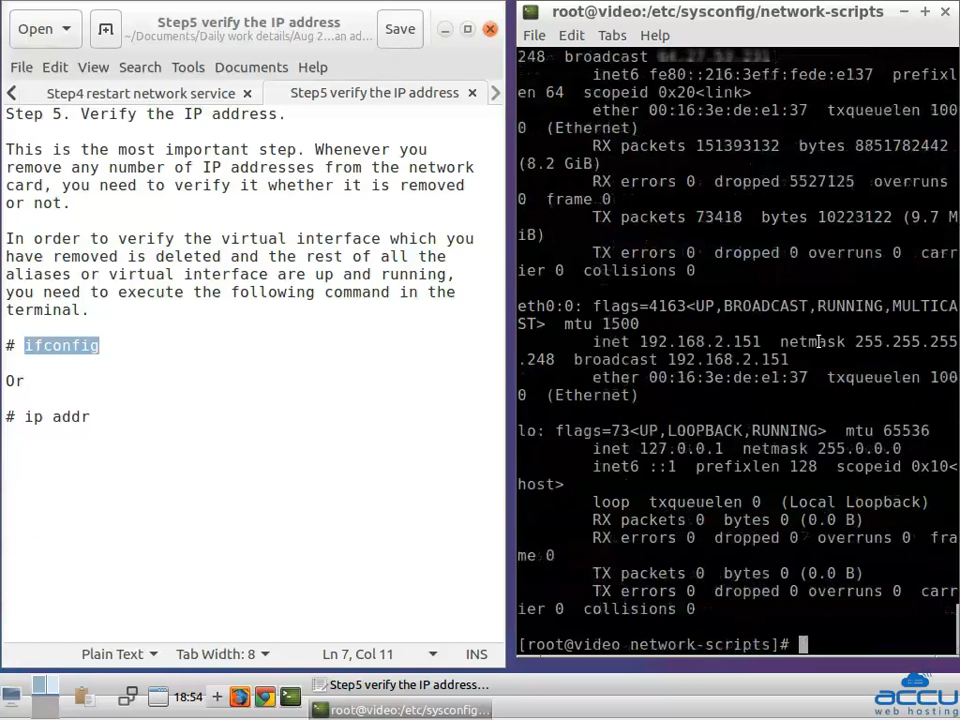 Open
Step5 verify the IP address
~/Documents/Daily work details/Aug 2...an ad...
Save
File Edit View Search Tools Documents Help
Step4 restart network service × Step5 verify the IP address ×
Step 5. Verify the IP address.
This is the most important step. Whenever you
remove any number of IP addresses from the network
card, you need to verify it whether it is removed
or not.
In order to verify the virtual interface which you
have removed is deleted and the rest of all the
aliases or virtual interface are up and running,
you need to execute the following command in the
terminal.
# ifconfig
Or
# ip addr
Plain Text Tab Width: 8 Ln 7, Col 11 INS
root@video:/etc/sysconfig/network-scripts
File Edit Tabs Help
248 broadcast
inet6 fe80::216:3eff:fede:e137 prefixl
en 64 scopeid 0x20<link>
ether 00:16:3e:de:e1:37 txqueuelen 100
0 (Ethernet)
RX packets 151393132 bytes 8851782442
(8.2 GiB)
RX errors 0 dropped 5527125 overruns
0 frame 0
TX packets 73418 bytes 10223122 (9.7 M
iB)
TX errors 0 dropped 0 overruns 0 carr
ier 0 collisions 0
eth0:0: flags=4163<UP,BROADCAST,RUNNING,MULTICA
ST> mtu 1500
inet 192.168.2.151 netmask 255.255.255
.248 broadcast 192.168.2.151
ether 00:16:3e:de:e1:37 txqueuelen 100
0 (Ethernet)
lo: flags=73<UP,LOOPBACK,RUNNING> mtu 65536
inet 127.0.0.1 netmask 255.0.0.0
inet6 ::1 prefixlen 128 scopeid 0x10<
host>
loop txqueuelen 0 (Local Loopback)
RX packets 0 bytes 0 (0.0 B)
RX errors 0 dropped 0 overruns 0 fra
me 0
TX packets 0 bytes 0 (0.0 B)
TX errors 0 dropped 0 overruns 0 carr
ier 0 collisions 0
[root@video network-scripts]#
18:54
Step5 verify the IP address...
root@video:/etc/sysconfig...
ACCU
web hosting